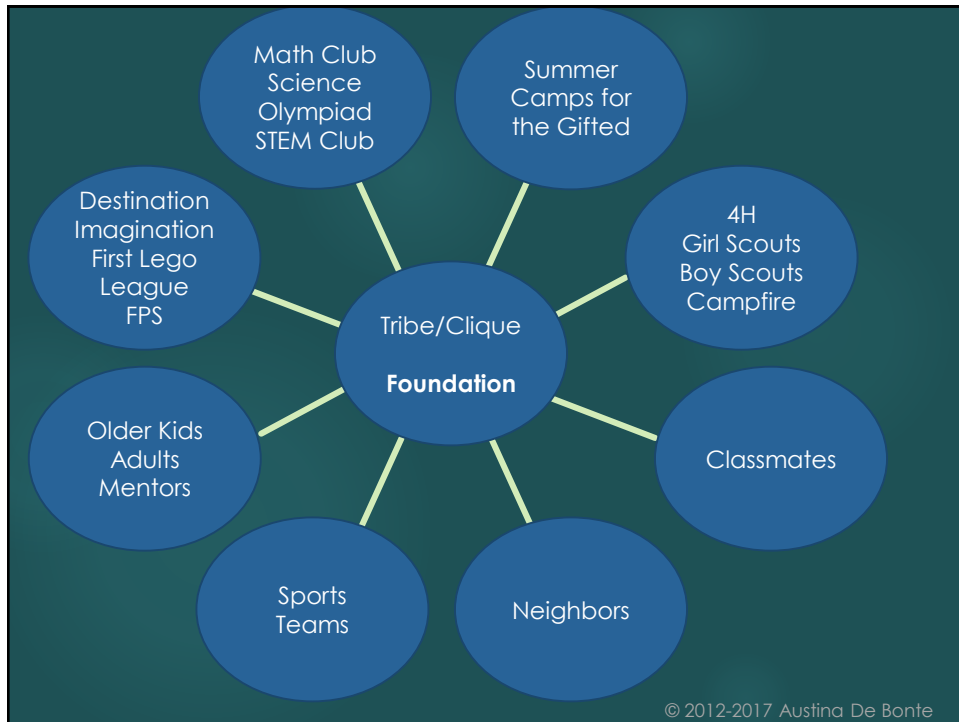 Math Club
Science
Olympiad
STEM Club
Summer
Camps for
the Gifted
Destination
Imagination
First Lego
League
FPS
4H
Girl Scouts
Boy Scouts
Campfire
Tribe/Clique
Foundation
Older Kids
Adults
Mentors
Classmates
Sports
Teams
Neighbors
© 2012-2017 Austina De Bonte